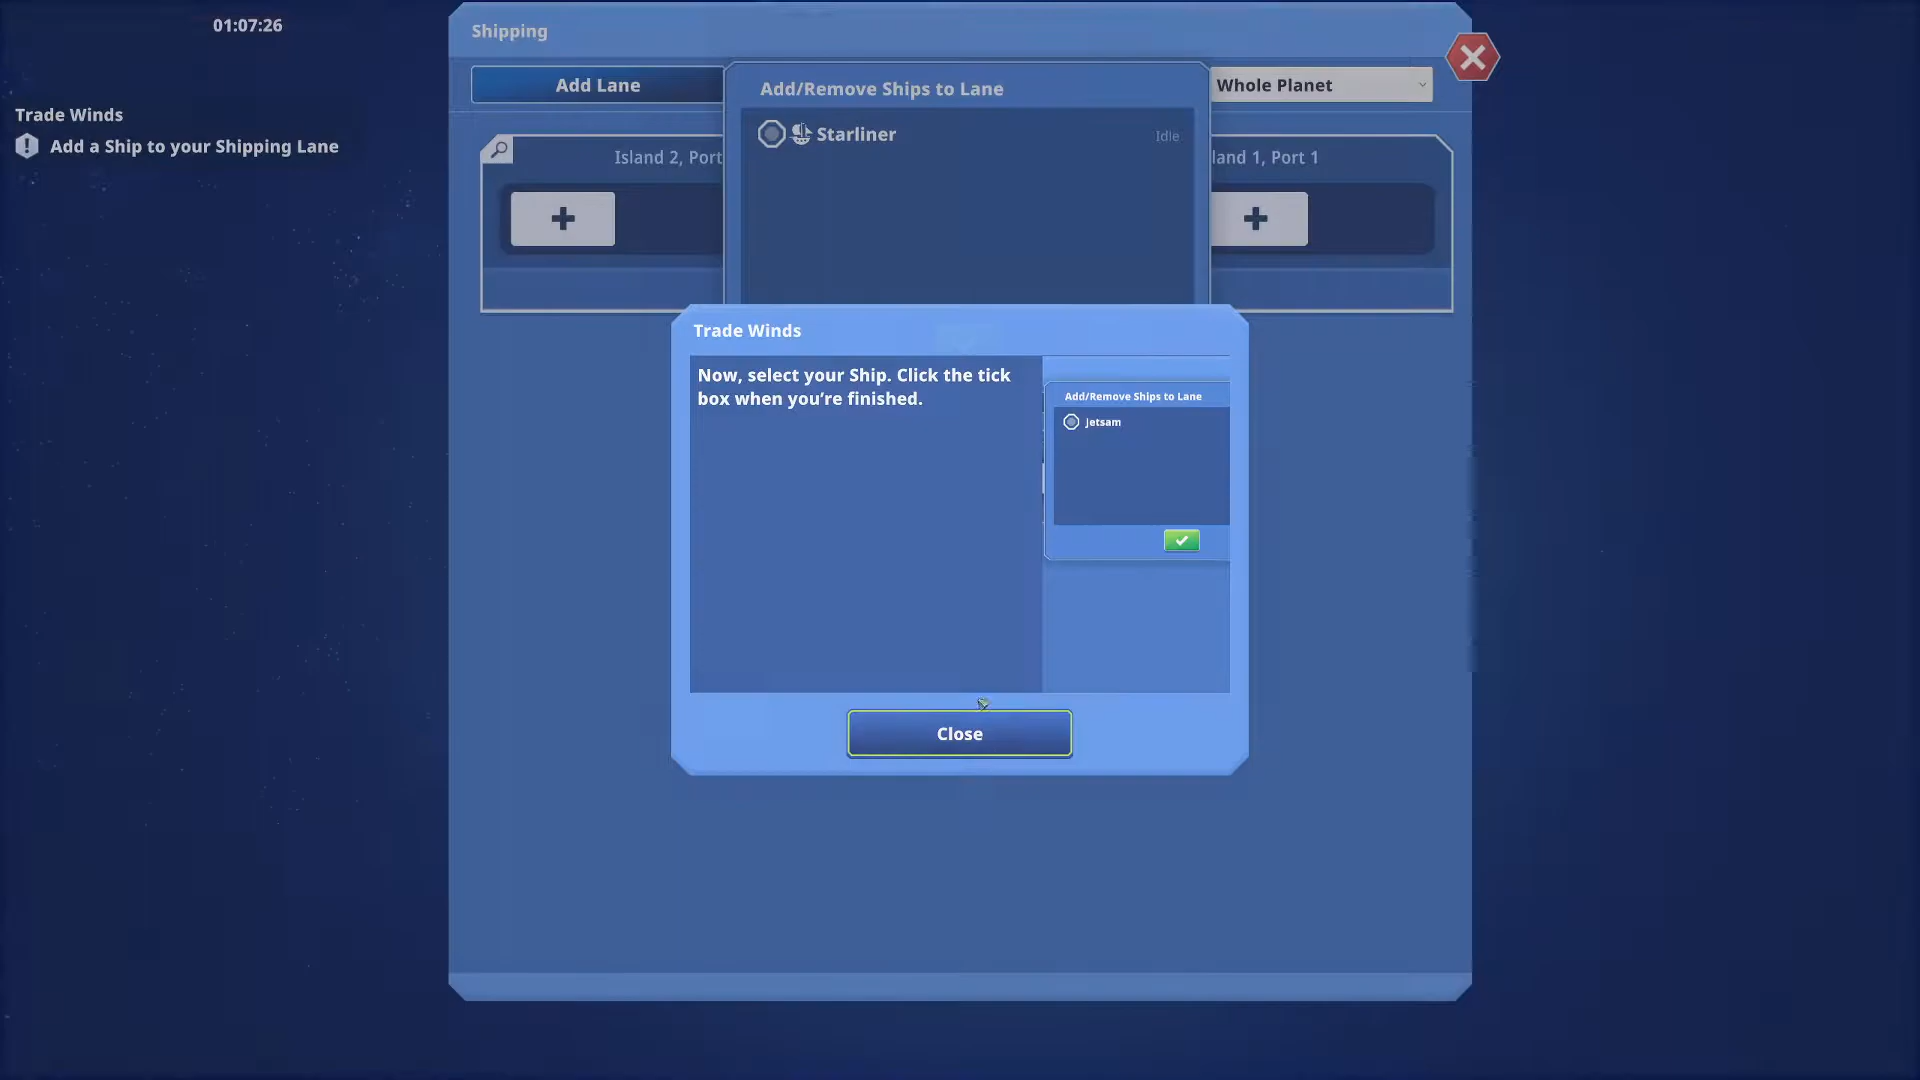 01:07:26
Shipping
Add Lane
Add/Remove Ships to Lane
Whole Planet
Trade Winds
Add a Ship to your Shipping Lane
Starliner
Idle
Island 2, Port
land 1, Port 1
Trade Winds
Now, select your Ship. Click the tick
box when you're finished.
Add/Remove Ships to Lane
Jetsam
Close